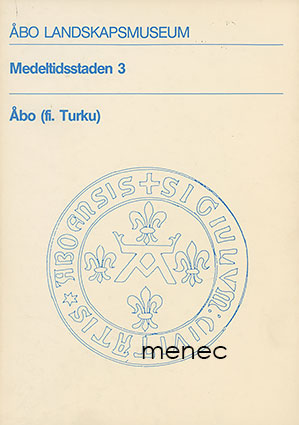 ÅBO LANDSKAPSMUSEUM
Medeltidsstaden 3
Åbo (fi. Turku)
SIGILLVM: CIVITATIS ABOENSIS
menec